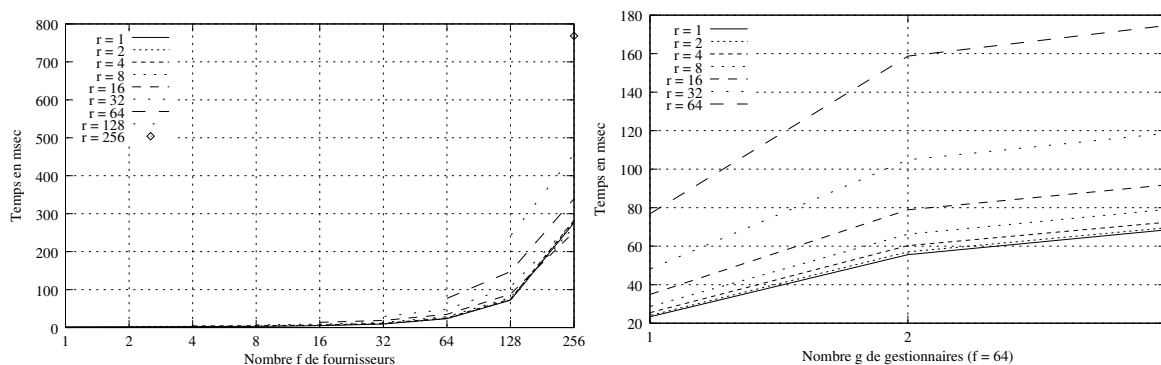 800
700
600
500
400
300
200
100
0
Temps en msec
r = 1
r = 2
r = 4
r = 8
r = 16
r = 32
r = 64
r = 128
r = 256
1 2 4 8 16 32 64 128 256
Nombre f de fournisseurs
180
160
140
120
100
80
60
40
20
Temps en msec
r = 1
r = 2
r = 4
r = 8
r = 16
r = 32
r = 64
1 2
Nombre g de gestionnaires (f = 64)